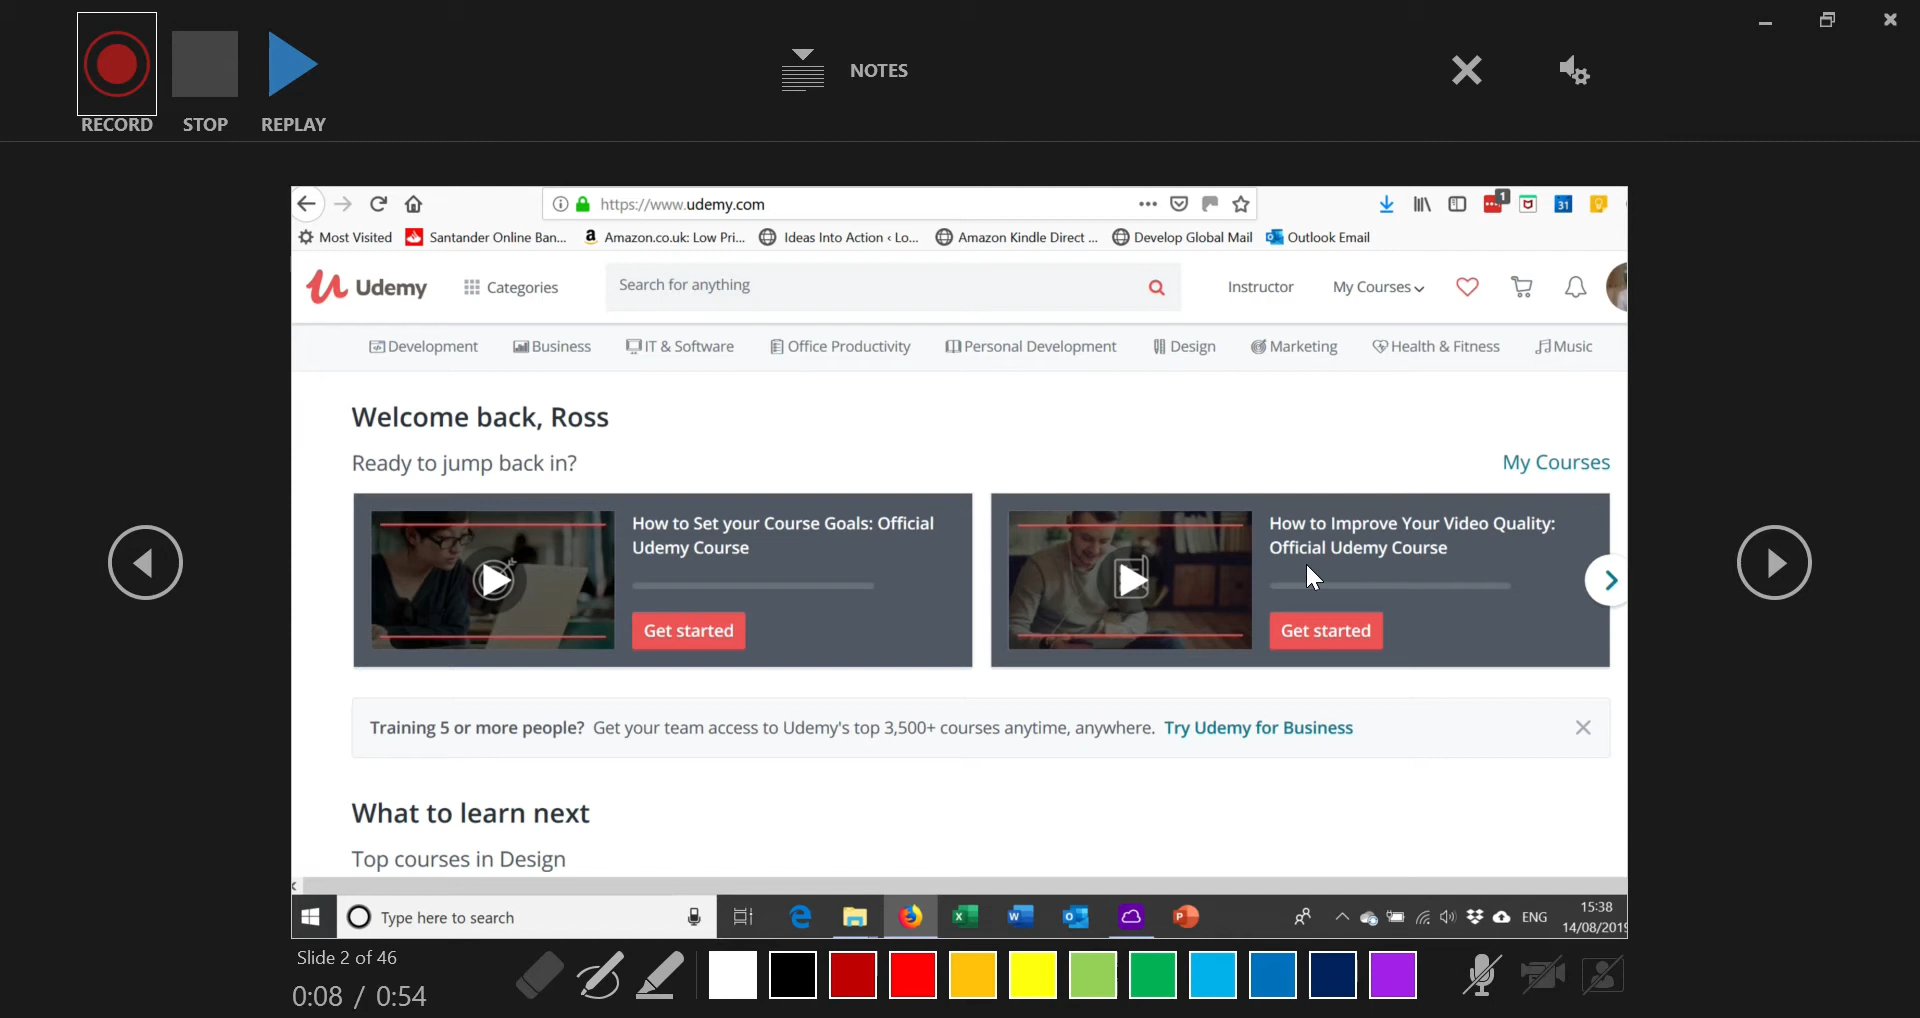 RECORD STOP REPLAY
NOTES
https://www.udemy.com
1
31
Most Visited Santander Online Ban... a Amazon.co.uk: Low Pri... Ideas Into Action ‹ Lo... Amazon Kindle Direct ... Develop Global Mail Outlook Email
Udemy Categories Search for anything Instructor My Courses
Development Business IT & Software Office Productivity Personal Development Design Marketing Health & Fitness Music
Welcome back, Ross
Ready to jump back in? My Courses
How to Set your Course Goals: Official
Udemy Course
Get started
How to Improve Your Video Quality:
Official Udemy Course
Get started
Training 5 or more people? Get your team access to Udemy's top 3,500+ courses anytime, anywhere. Try Udemy for Business
What to learn next
Top courses in Design
Type here to search
ENG
15:38
14/08/2019
Slide 2 of 46
0:08 / 0:54